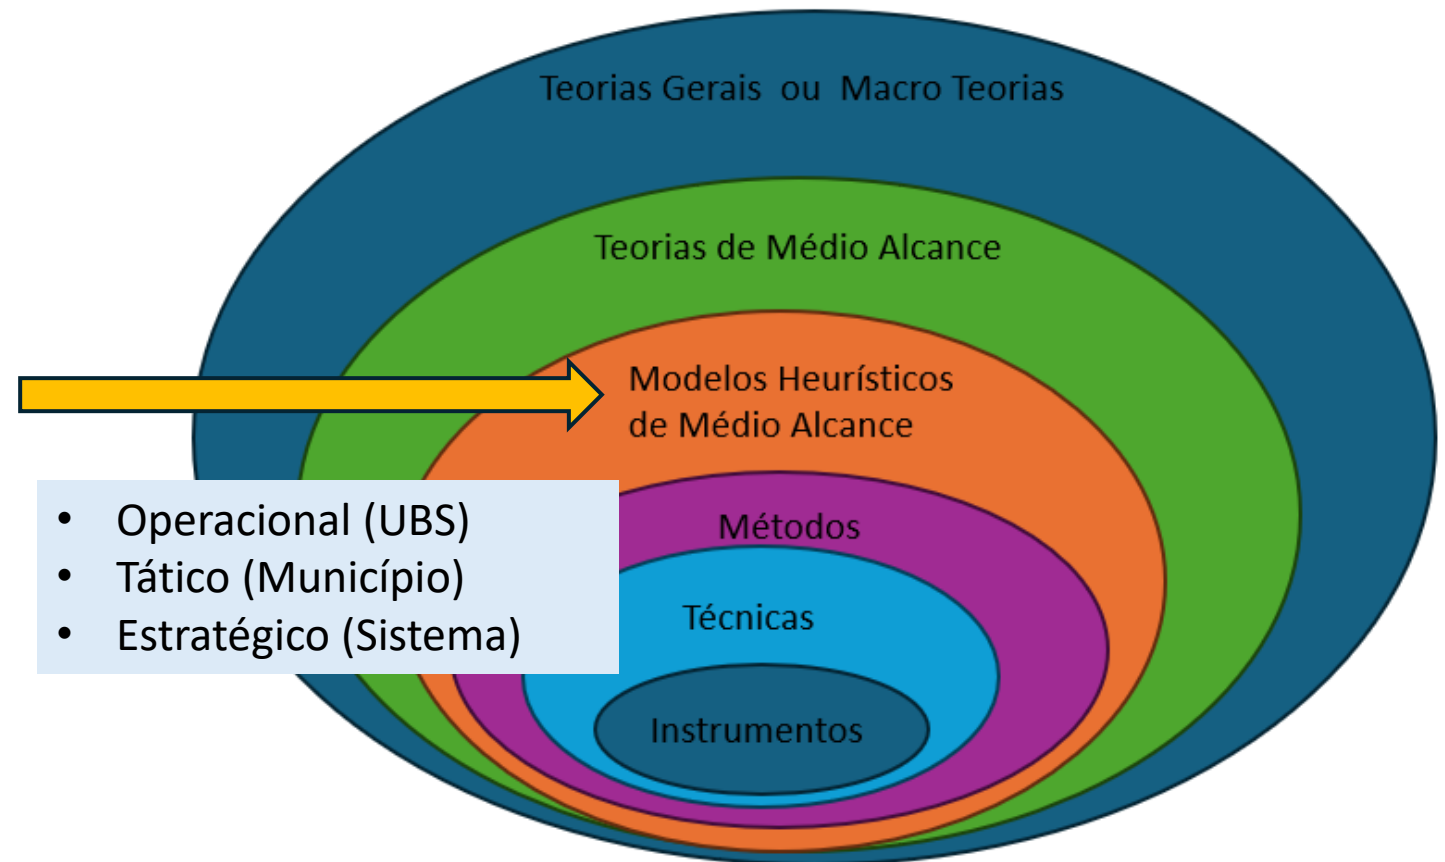 Teorias Gerais ou Macro Teorias
Teorias de Médio Alcance
Modelos Heurísticos
de Médio Alcance
Métodos
• Operacional (UBS)
• Tático (Município)
• Estratégico (Sistema)
Técnicas
Instrumentos